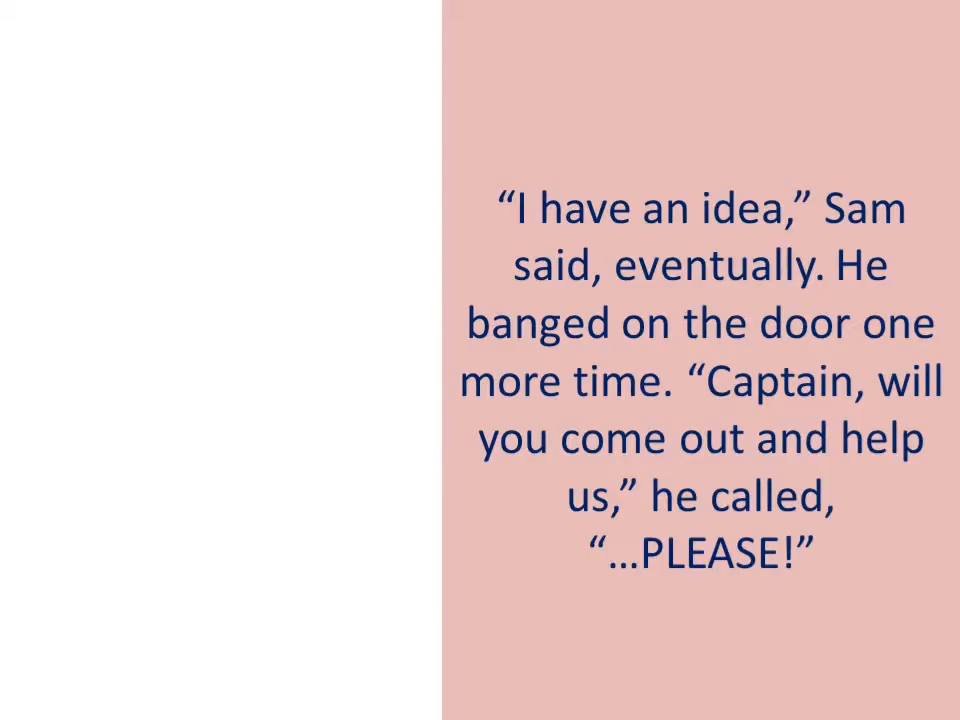 “I have an idea,” Sam
said, eventually. He
banged on the door one
more time. “Captain, will
you come out and help
us,” he called,
“…PLEASE!”